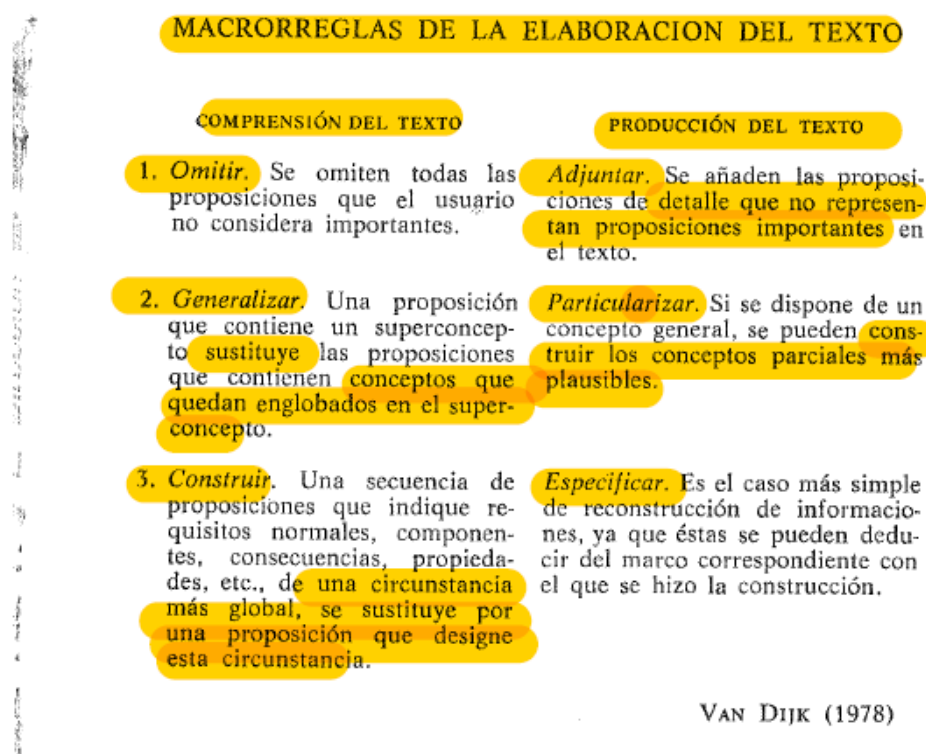 MACRORREGLAS DE LA ELABORACION DEL TEXTO
COMPRENSIÓN DEL TEXTO
1. Omitir. Se omiten todas las
proposiciones que el usuario
no considera importantes.
2. Generalizar. Una proposición
que contiene un superconcep-
to sustituye las proposiciones
que contienen conceptos que
quedan englobados en el super-
concepto.
3. Construir. Una secuencia de
proposiciones que indique re-
quisitos normales, componen-
tes, consecuencias, propieda-
des, etc., de una circunstancia
más global, se sustituye por
una proposición que designe
esta circunstancia.
PRODUCCIÓN DEL TEXTO
Adjuntar. Se añaden las proposi-
ciones de detalle que no represen-
tan proposiciones importantes en
el texto.
Particularizar. Si se dispone de un
concepto general, se pueden cons-
truir los conceptos parciales más
plausibles.
Especificar. Es el caso más simple
de reconstrucción de informacio-
nes, ya que éstas se pueden dedu-
cir del marco correspondiente con
el que se hizo la construcción.
VAN DIJK (1978)